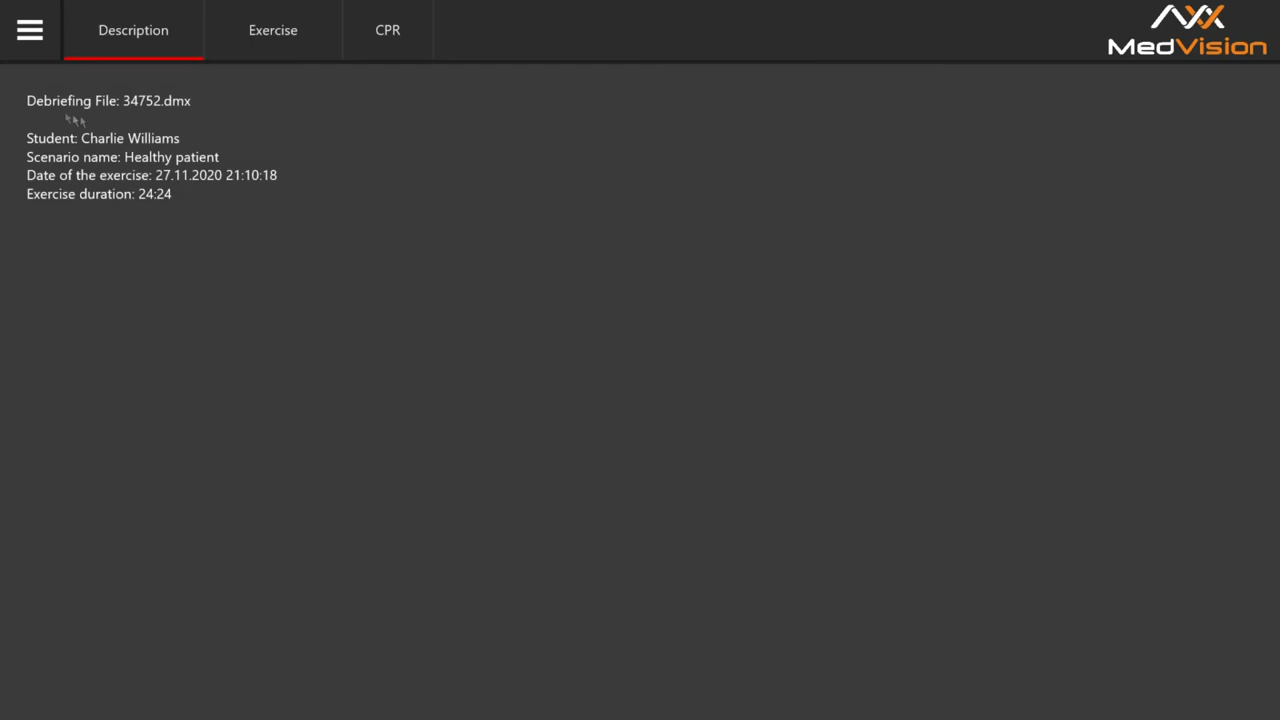 Description
Exercise
CPR
MedVision
Debriefing File: 34752.dmx
Student: Charlie Williams
Scenario name: Healthy patient
Date of the exercise: 27.11.2020 21:10:18
Exercise duration: 24:24